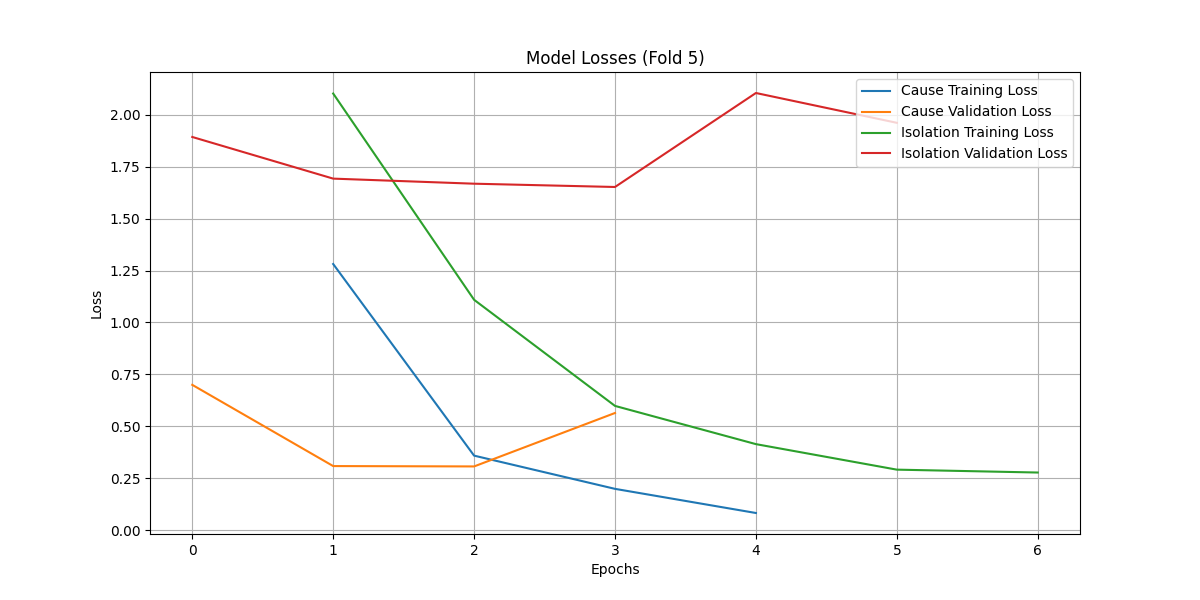 Model Losses (Fold 5)
Cause Training Loss
Cause Validation Loss
Isolation Training Loss
Isolation Validation Loss
2.00
1.75
1.50
1.25
1.00
0.75
0.50
0.25
0.00
Loss
0 1 2 3 4 5 6
Epochs